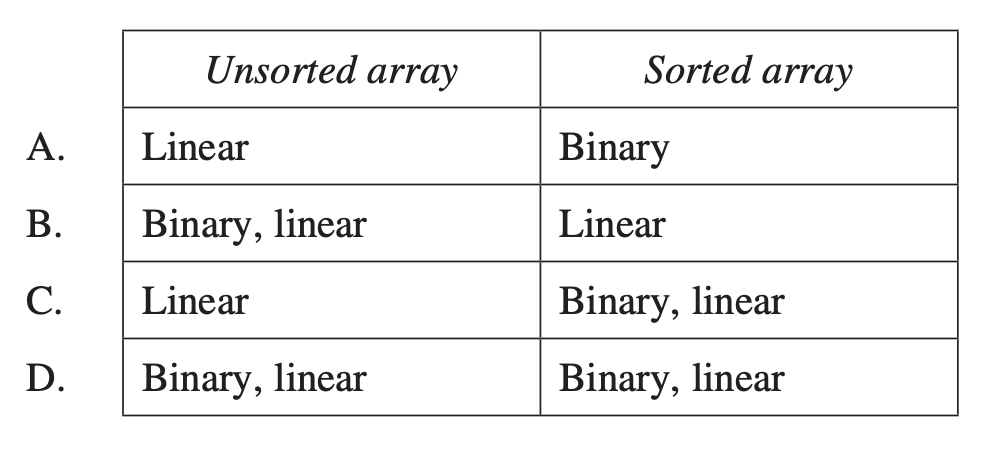 Unsorted array Sorted array
A. Linear Binary
B. Binary, linear Linear
C. Linear Binary, linear
D. Binary, linear Binary, linear